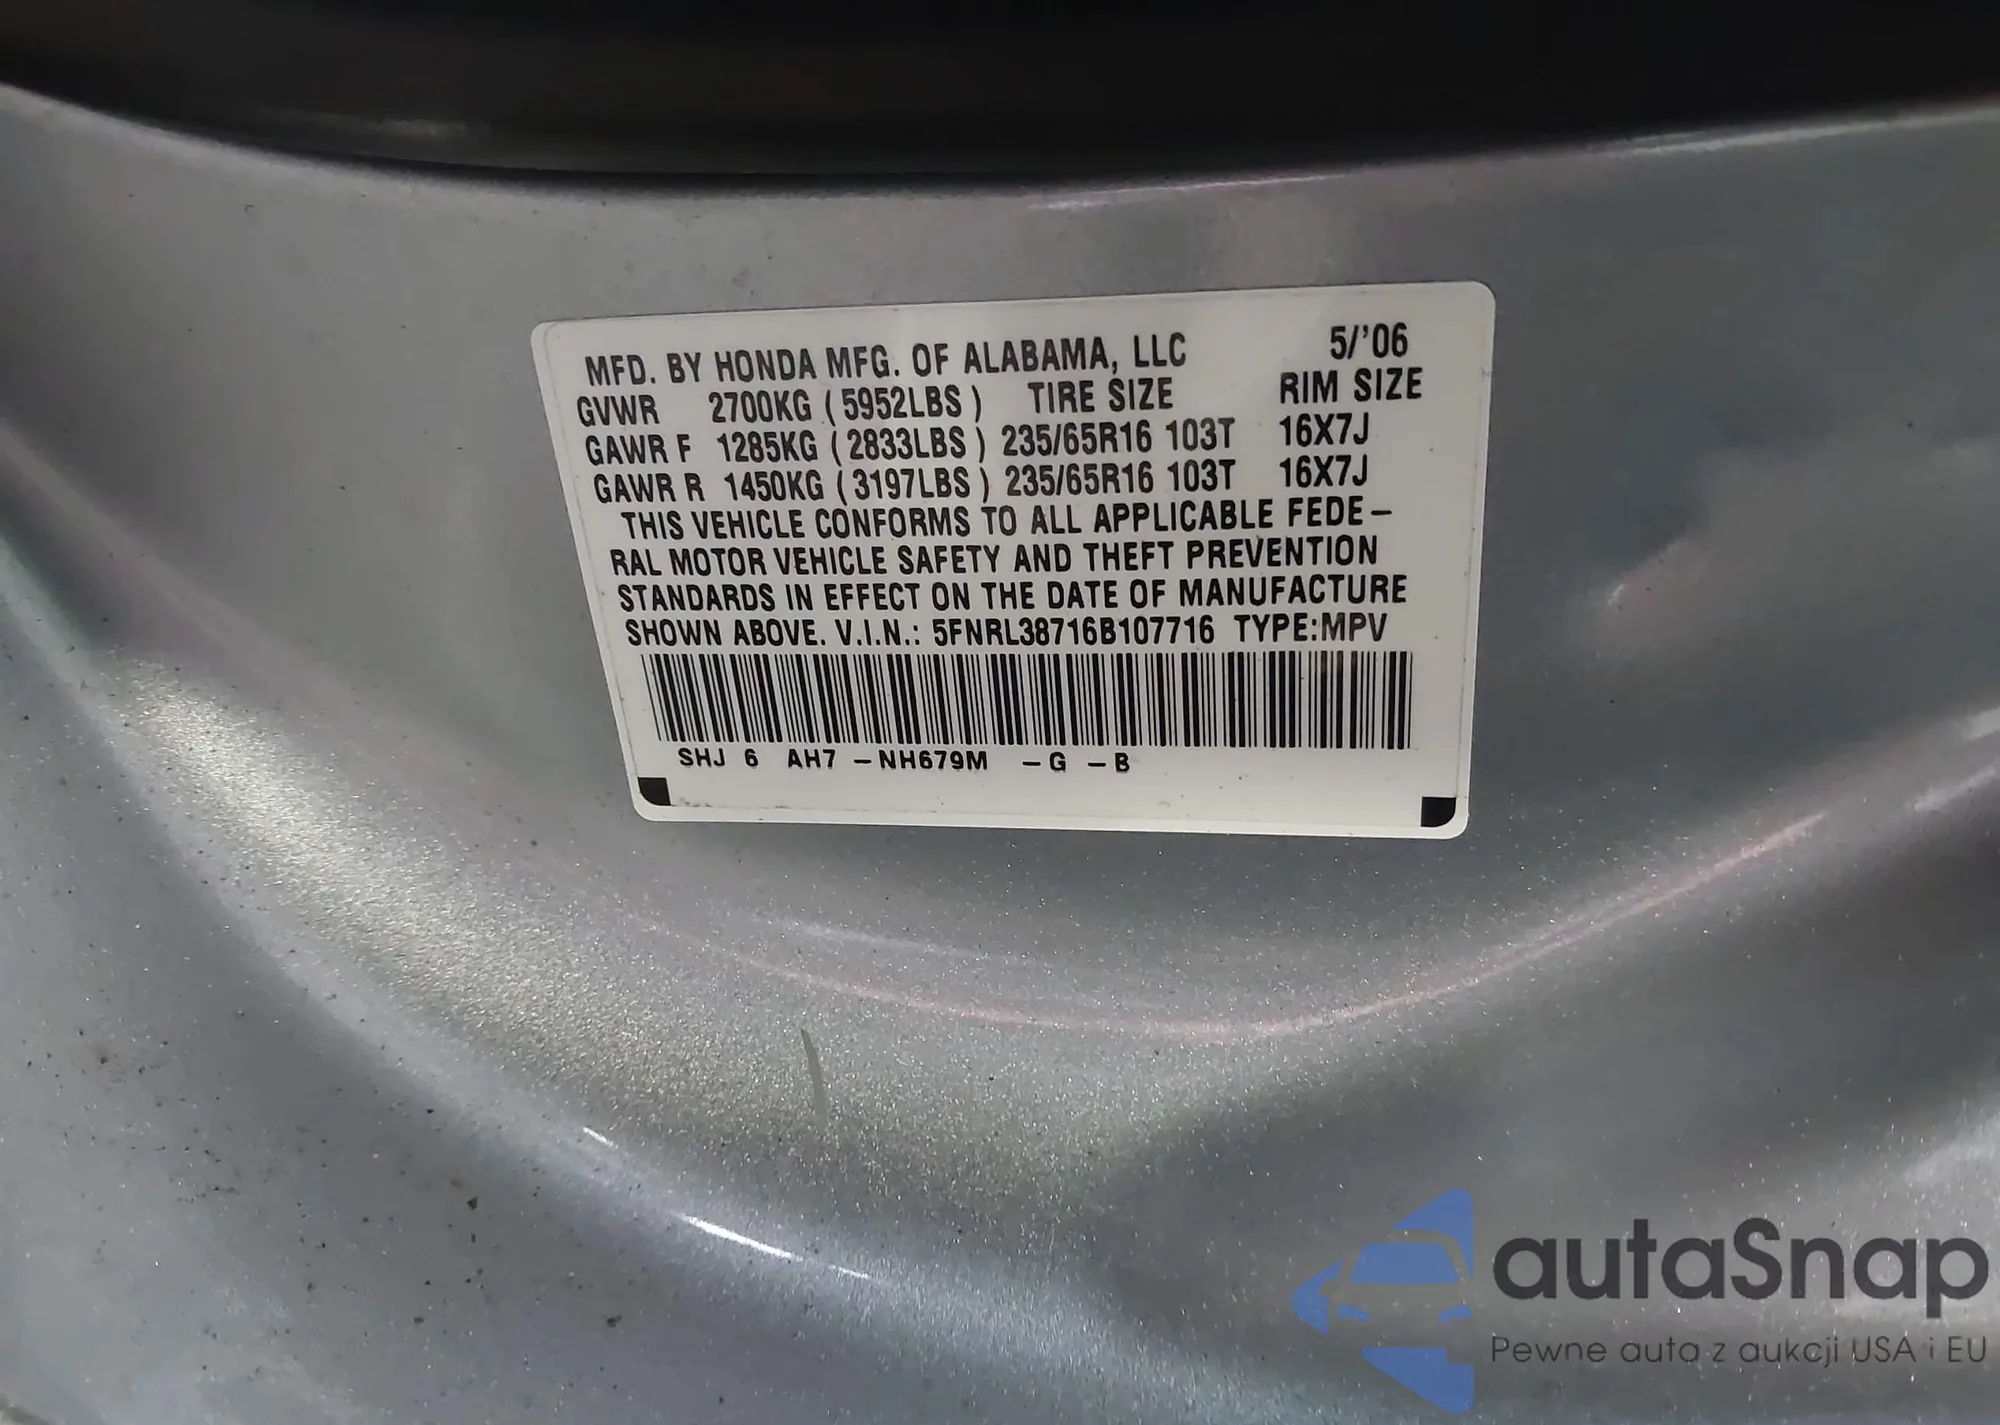 MFD. BY HONDA MFG. OF ALABAMA, LLC 5/'06
GVWR 2700KG (5952LBS) TIRE SIZE RIM SIZE
GAWR F 1285KG (2833LBS) 235/65R16 103T 16X7J
GAWR R 1450KG (3197LBS) 235/65R16 103T 16X7J
THIS VEHICLE CONFORMS TO ALL APPLICABLE FEDE-
RAL MOTOR VEHICLE SAFETY AND THEFT PREVENTION
STANDARDS IN EFFECT ON THE DATE OF MANUFACTURE
SHOWN ABOVE. V.I.N.: 5FNRL38716B107716 TYPE:MPV
SHJ 6 AH7 -NH679M -G -B
autaSnap
Pewne auta z aukcji USA i EU